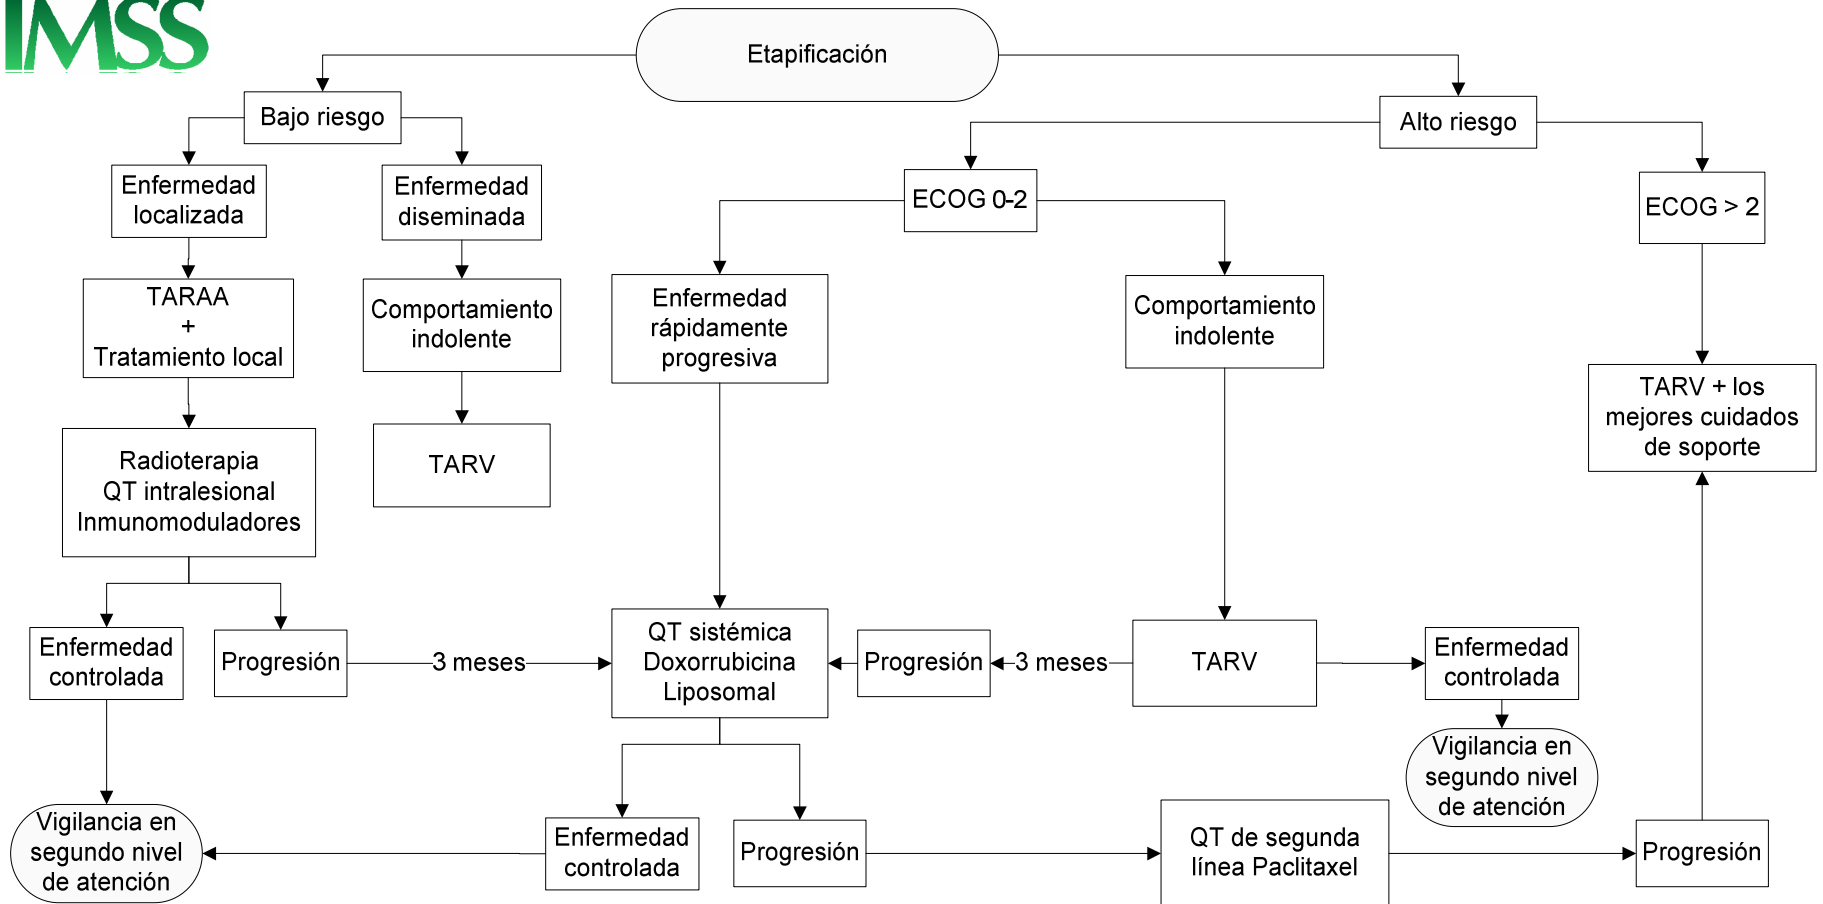 IMSS
Etapificación
Bajo riesgo
Alto riesgo
Enfermedad
localizada
Enfermedad
diseminada
ECOG 0-2
ECOG > 2
TARAA
+
Tratamiento local
Comportamiento
indolente
Enfermedad
rápidamente
progresiva
Comportamiento
indolente
TARV + los
mejores cuidados
de soporte
Radioterapia
QT intralesional
Inmunomoduladores
TARV
Enfermedad
controlada
Progresión
3 meses
QT sistémica
Doxorrubicina
Liposomal
Progresión
3 meses
TARV
Enfermedad
controlada
Vigilancia en
segundo nivel
de atención
Vigilancia en
segundo nivel
de atención
Enfermedad
controlada
Progresión
QT de segunda
línea Paclitaxel
Progresión